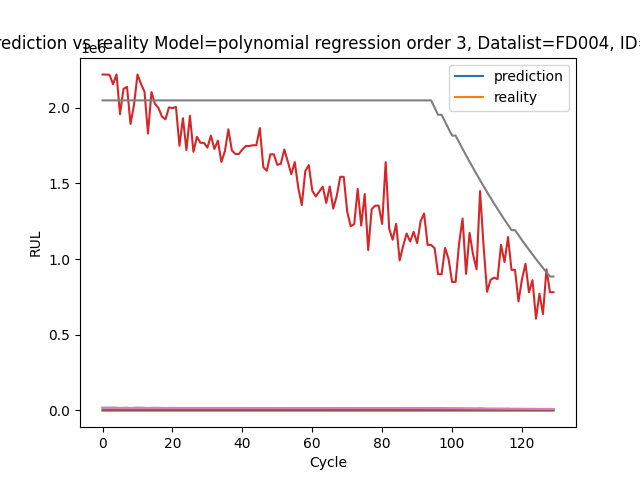 rediction vs reality Model=polynomial regression order 3, Datalist=FD004, ID=
1e6
prediction
reality
2.0
1.5
1.0
0.5
0.0
RUL
0 20 40 60 80 100 120
Cycle